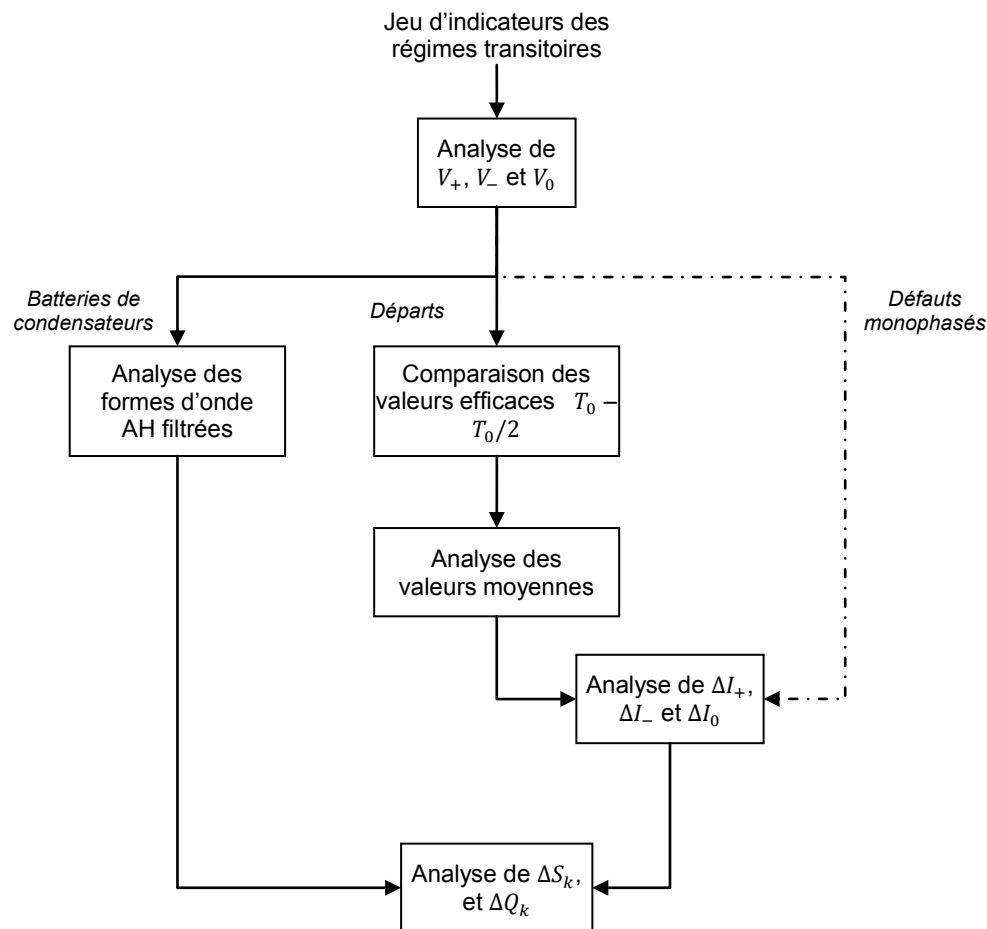 Jeu d’indicateurs des
régimes transitoires
Analyse de
V₊, V₋ et V₀
Batteries de
condensateurs
Départs
Défauts
monophasés
Analyse des
formes d’onde
AH filtrées
Comparaison des
valeurs efficaces T₀ −
T₀/2
Analyse des
valeurs moyennes
Analyse de ΔI₊,
ΔI₋ et ΔI₀
Analyse de ΔSₖ,
et ΔQₖ